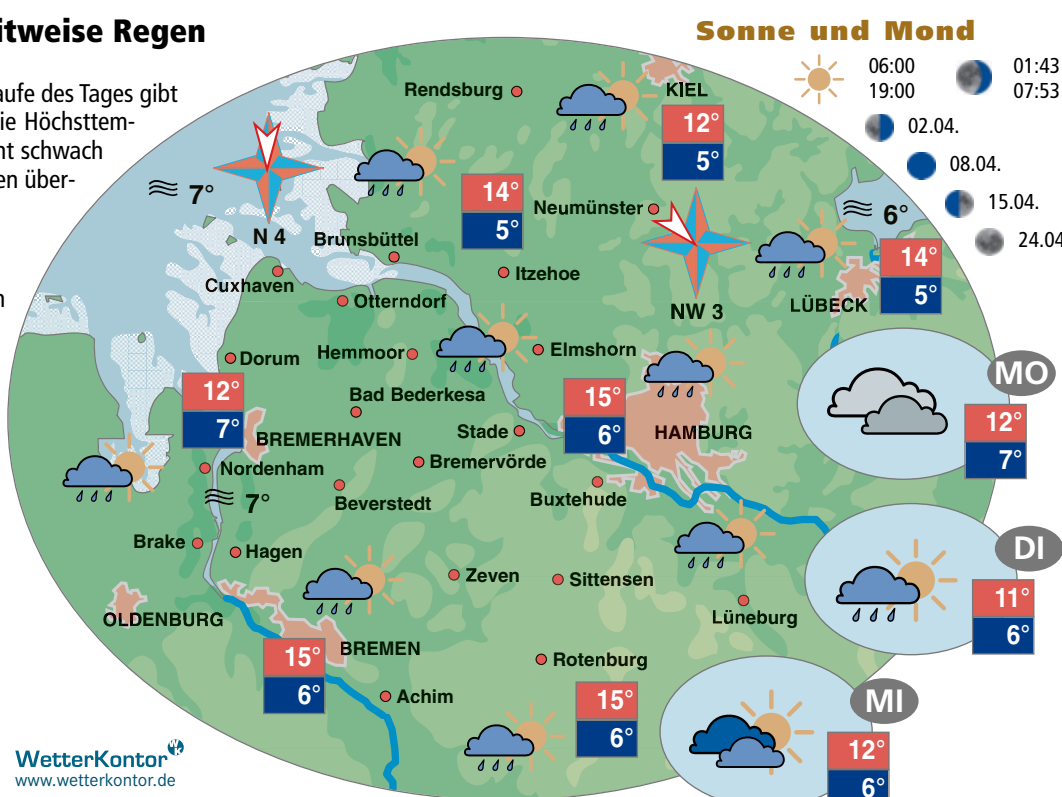 itweise Regen
aufe des Tages gibt
ie Höchsttem-
nt schwach
en über-
n
Sonne und Mond
06:00
19:00
01:43
07:53
02.04.
08.04.
15.04.
24.04
Rendsburg
KIEL
12°
5°
7°
N 4
14°
5°
Neumünster
6°
Brunsbüttel
Cuxhaven
Itzehoe
Otterndorf
NW 3
LÜBECK
14°
5°
Dorum
Hemmoor
Elmshorn
MO
12°
7°
12°
7°
Bad Bederkesa
15°
6°
BREMERHAVEN
Stade
HAMBURG
Nordenham
Bremervörde
7°
Beverstedt
Buxtehude
Brake
Hagen
DI
11°
6°
Zeven
Sittensen
OLDENBURG
Lüneburg
BREMEN
15°
6°
Rotenburg
Achim
15°
6°
MI
12°
6°
WetterKontor
www.wetterkontor.de